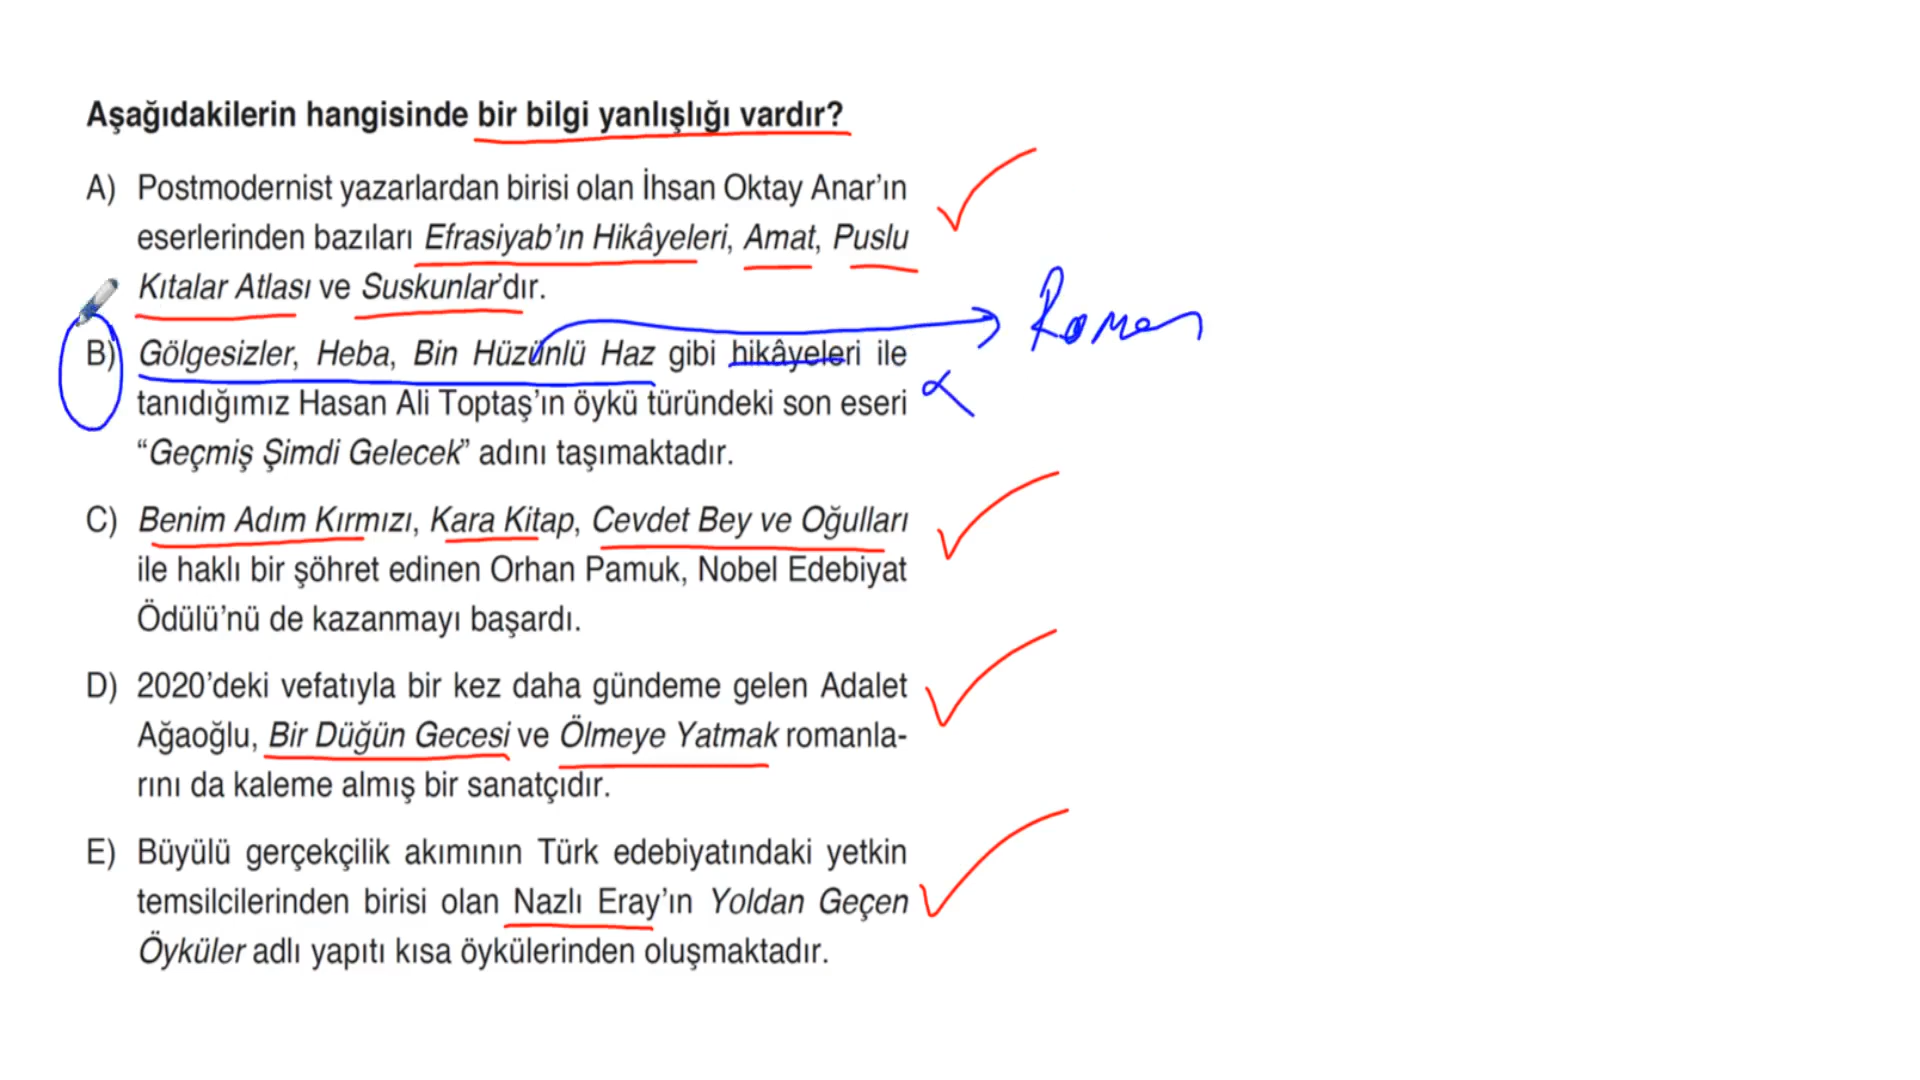 Aşağıdakilerin hangisinde bir bilgi yanlışlığı vardır?
A) Postmodernist yazarlardan birisi olan İhsan Oktay Anar’ın
eserlerinden bazıları Efrasiyab’ın Hikâyeleri, Amat, Puslu
Kıtalar Atlası ve Suskunlar’dır.
Roman
B) Gölgesizler, Heba, Bin Hüzünlü Haz gibi hikâyeleri ile
tanıdığımız Hasan Ali Toptaş’ın öykü türündeki son eseri
“Geçmiş Şimdi Gelecek” adını taşımaktadır.
C) Benim Adım Kırmızı, Kara Kitap, Cevdet Bey ve Oğulları
ile haklı bir şöhret edinen Orhan Pamuk, Nobel Edebiyat
Ödülü’nü de kazanmayı başardı.
D) 2020’deki vefatıyla bir kez daha gündeme gelen Adalet
Ağaoğlu, Bir Düğün Gecesi ve Ölmeye Yatmak romanla-
rını da kaleme almış bir sanatçıdır.
E) Büyülü gerçekçilik akımının Türk edebiyatındaki yetkin
temsilcilerinden birisi olan Nazlı Eray’ın Yoldan Geçen
Öyküler adlı yapıtı kısa öykülerinden oluşmaktadır.